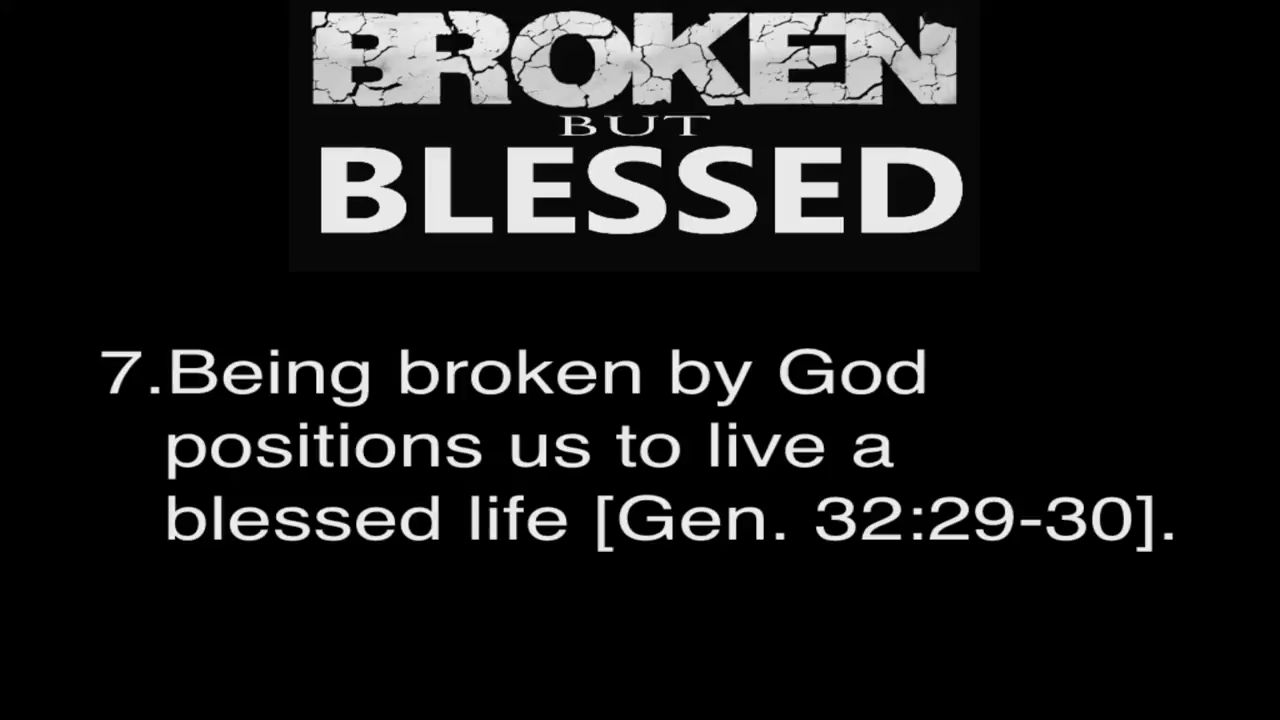 BROKEN
BUT
BLESSED
7.Being broken by God
positions us to live a
blessed life [Gen. 32:29-30].